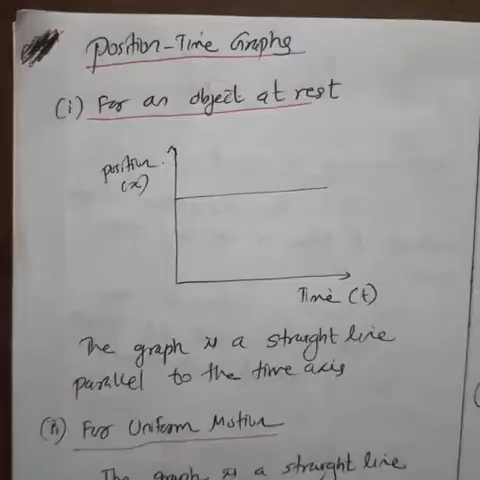 Position-Time Graphs
(i) For an object at rest
position
(x)
Time (t)
The graph is a straight line
parallel to the time axis
(ii) For Uniform Motion
The graph is a straight line